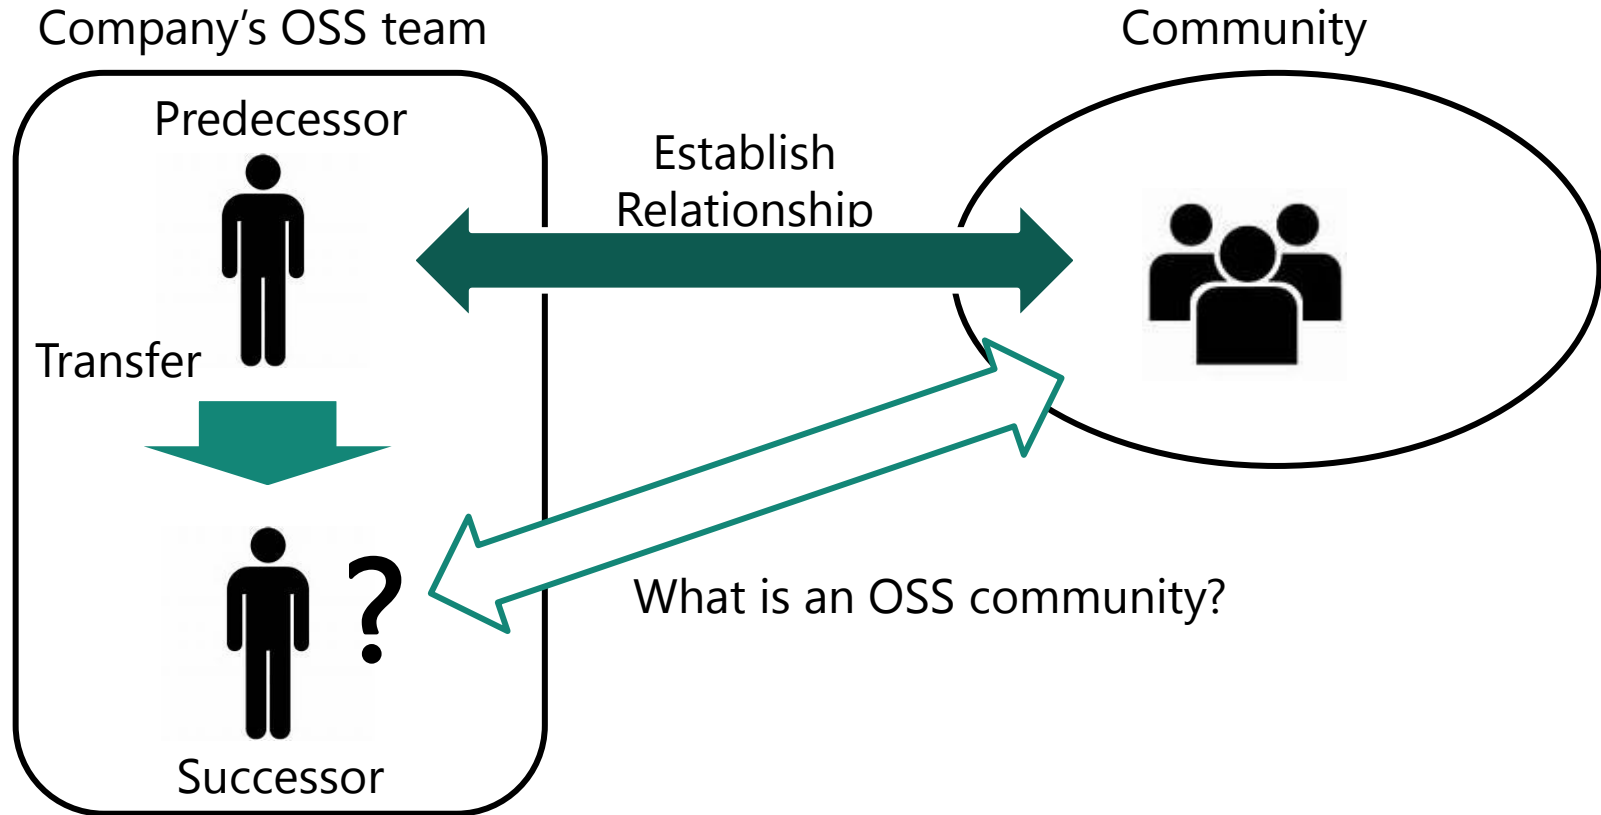 Company's OSS team
Community
Predecessor
Establish
Relationship
Transfer
?
What is an OSS community?
Successor